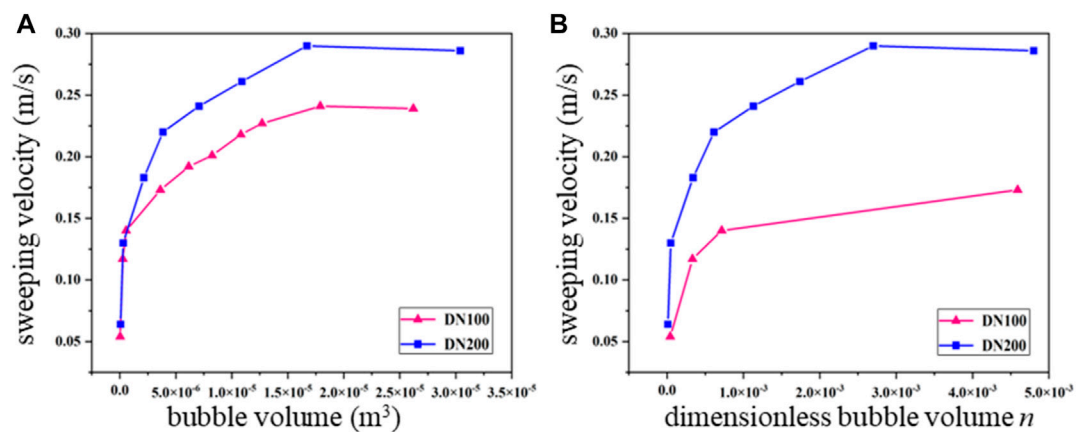 A
0.30
0.25
0.20
0.15
0.10
0.05
sweeping velocity (m/s)
DN100
DN200
0.0 5.0×10⁻⁶ 1.0×10⁻⁵ 1.5×10⁻⁵ 2.0×10⁻⁵ 2.5×10⁻⁵ 3.0×10⁻⁵ 3.5×10⁻⁵
bubble volume (m³)
B
0.30
0.25
0.20
0.15
0.10
0.05
sweeping velocity (m/s)
DN100
DN200
0.0 1.0×10⁻³ 2.0×10⁻³ 3.0×10⁻³ 4.0×10⁻³ 5.0×10⁻³
dimensionless bubble volume n